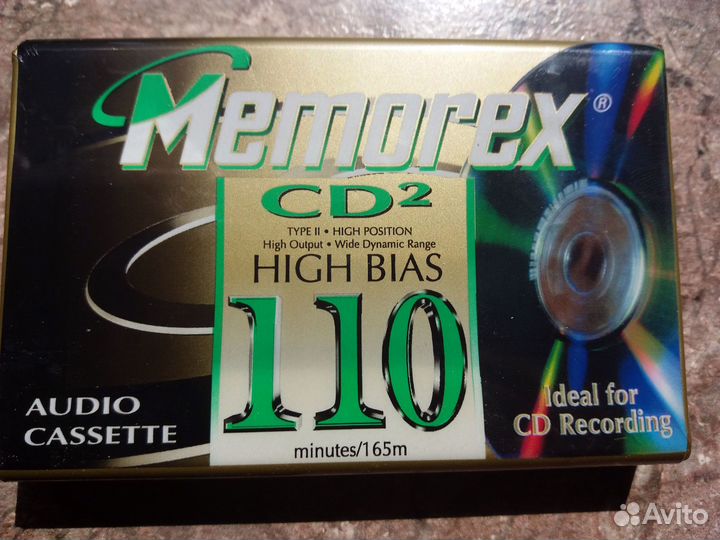 Memorex®
CD²
TYPE II • HIGH POSITION
High Output • Wide Dynamic Range
HIGH BIAS
110
minutes/165m
AUDIO
CASSETTE
Ideal for
CD Recording
Avito